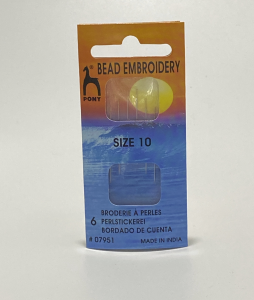 BEAD EMBROIDERY
PONY
SIZE 10
BRODERIE À PERLES
6 PERLSTICKEREI
BORDADO DE CUENTA
# 07951 MADE IN INDIA